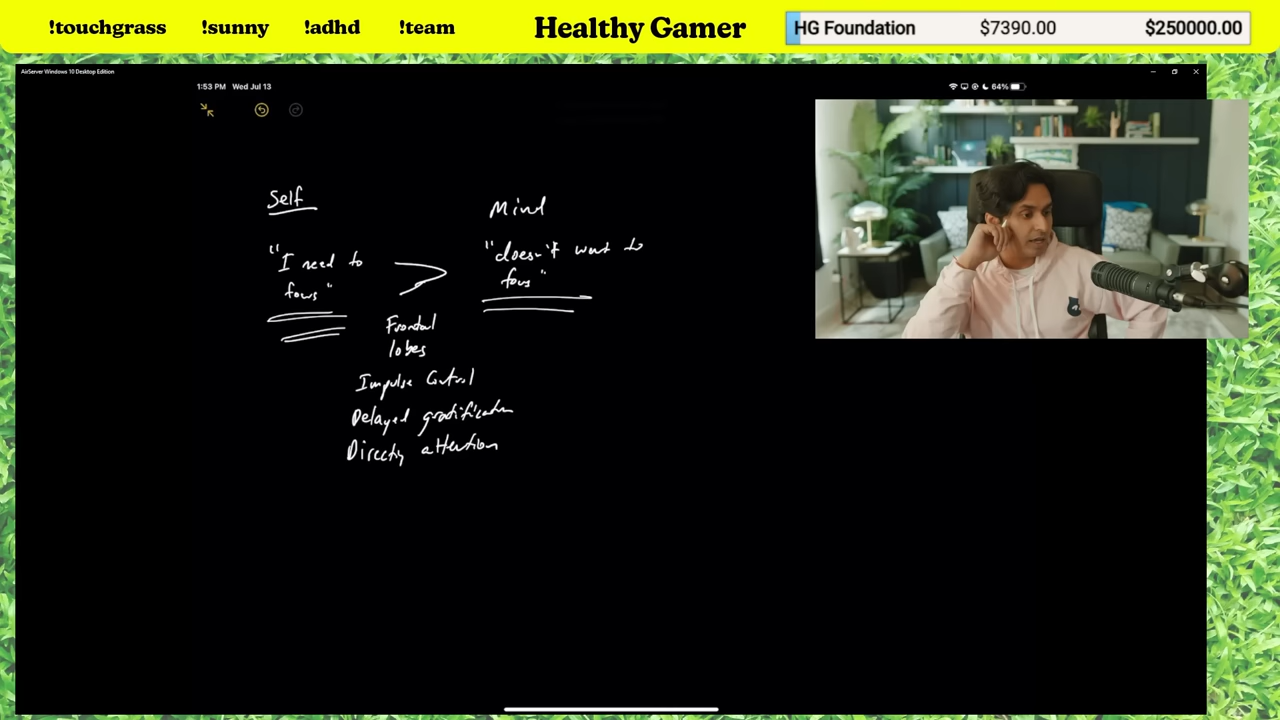 !touchgrass !sunny !adhd !team Healthy Gamer HG Foundation $7390.00 $250000.00
AirServer Windows 10 Desktop Edition
1:53 PM Wed Jul 13 64%
Self
Mind
"I need to
focus"
"doesn't want to
focus"
Frontal
lobes
Impulse Control
Delayed gratification
Directly attention